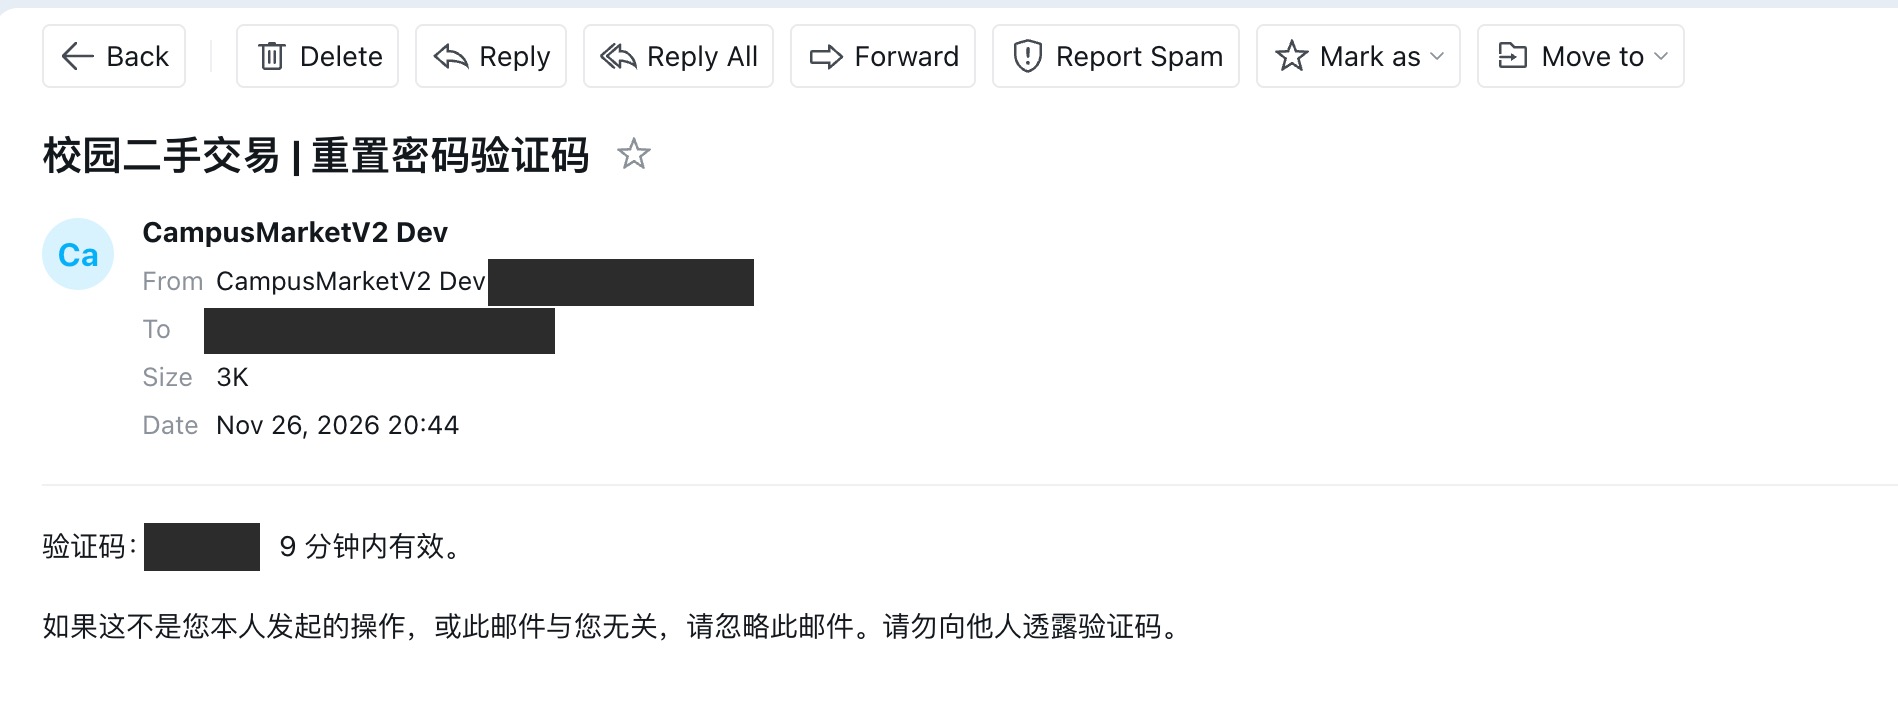 Back Delete Reply Reply All Forward Report Spam Mark as Move to
校园二手交易 | 重置密码验证码
Ca
CampusMarketV2 Dev
From CampusMarketV2 Dev
To
Size 3K
Date Nov 26, 2026 20:44
验证码： 9 分钟内有效。
如果这不是您本人发起的操作，或此邮件与您无关，请忽略此邮件。请勿向他人透露验证码。